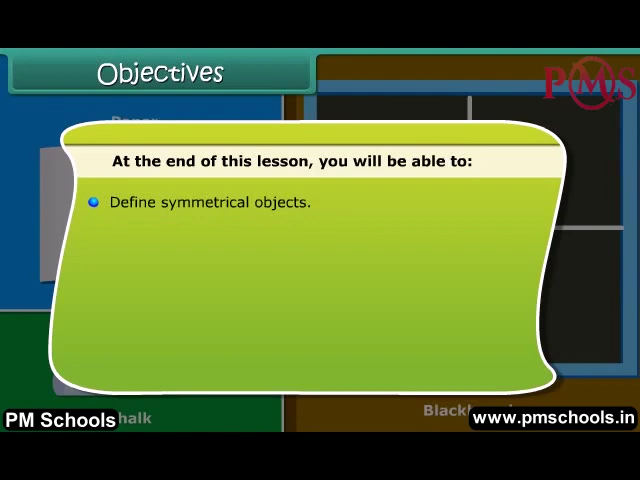 Objectives
PMS
Paper
At the end of this lesson, you will be able to:
Define symmetrical objects.
PM Schools
www.pmschools.in